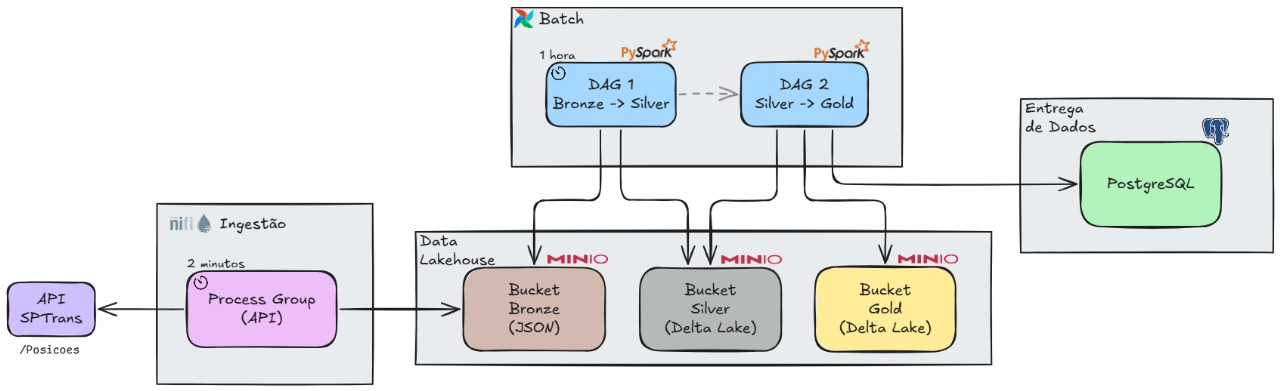 Batch
1 hora
PySpark
DAG 1
Bronze -> Silver
PySpark
DAG 2
Silver -> Gold
Entrega
de Dados
PostgreSQL
nifi
Ingestão
2 minutos
Process Group
(API)
API
SPTrans
/Posicoes
Data
Lakehouse
MINIO
Bucket
Bronze
(JSON)
MINIO
Bucket
Silver
(Delta Lake)
MINIO
Bucket
Gold
(Delta Lake)